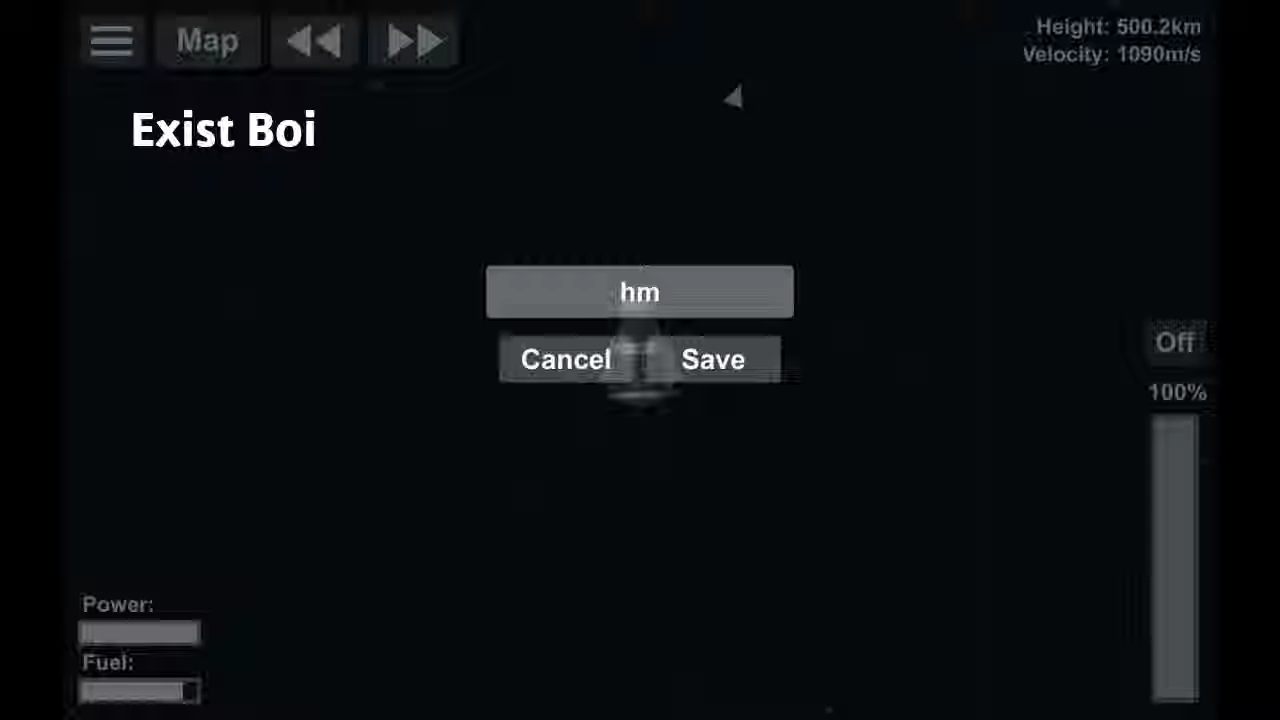 Map
Height: 500.2km
Velocity: 1090m/s
Exist Boi
hm
Cancel Save
Off
100%
Power:
Fuel: